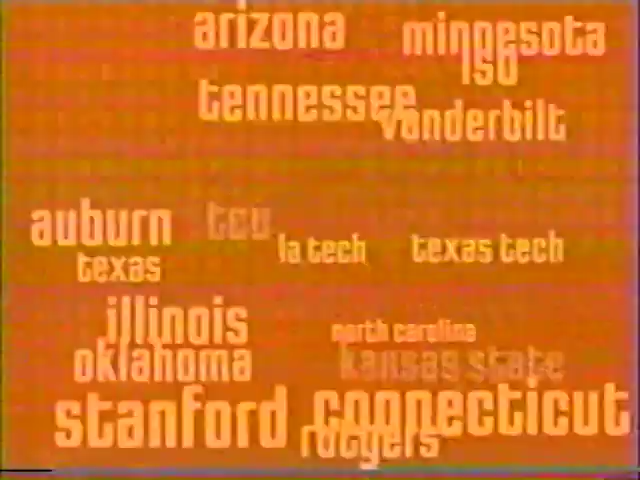 arizona
minnesota
lsu
tennessee
vanderbilt
auburn
tcu
la tech
texas tech
texas
illinois
north carolina
oklahoma
kansas state
stanford
connecticut
rutgers